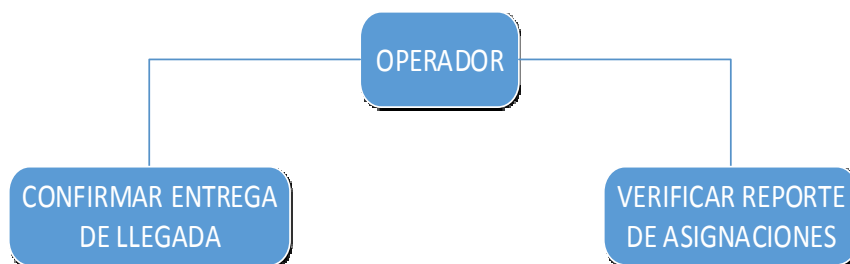 OPERADOR
CONFIRMAR ENTREGA
DE LLEGADA
VERIFICAR REPORTE
DE ASIGNACIONES